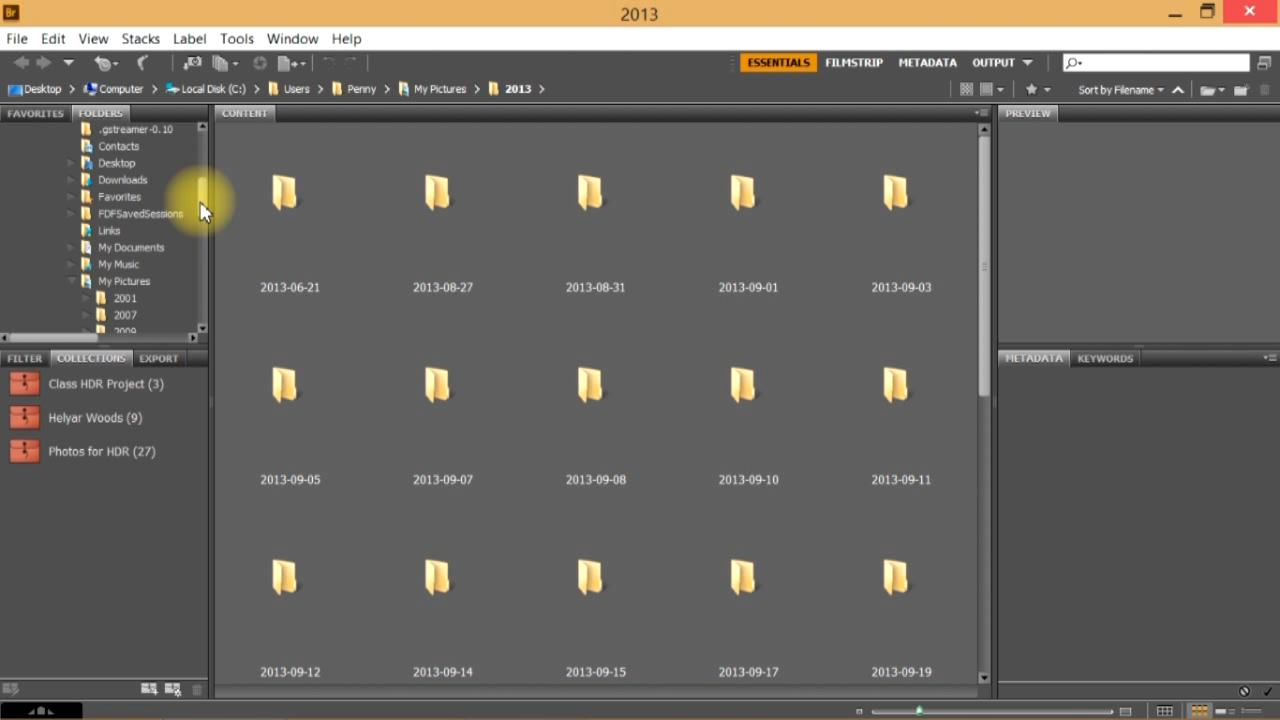 Br
2013
File Edit View Stacks Label Tools Window Help
ESSENTIALS FILMSTRIP METADATA OUTPUT
Desktop > Computer > Local Disk (C:) > Users > Penny > My Pictures > 2013 >
Sort by Filename
FAVORITES FOLDERS
CONTENT
PREVIEW
.gstreamer-0.10
Contacts
Desktop
Downloads
Favorites
FDFSavedSessions
Links
My Documents
My Music
My Pictures
2001
2007
2009
FILTER COLLECTIONS EXPORT
Class HDR Project (3)
Helyar Woods (9)
Photos for HDR (27)
2013-06-21 2013-08-27 2013-08-31 2013-09-01 2013-09-03
2013-09-05 2013-09-07 2013-09-08 2013-09-10 2013-09-11
2013-09-12 2013-09-14 2013-09-15 2013-09-17 2013-09-19
METADATA KEYWORDS